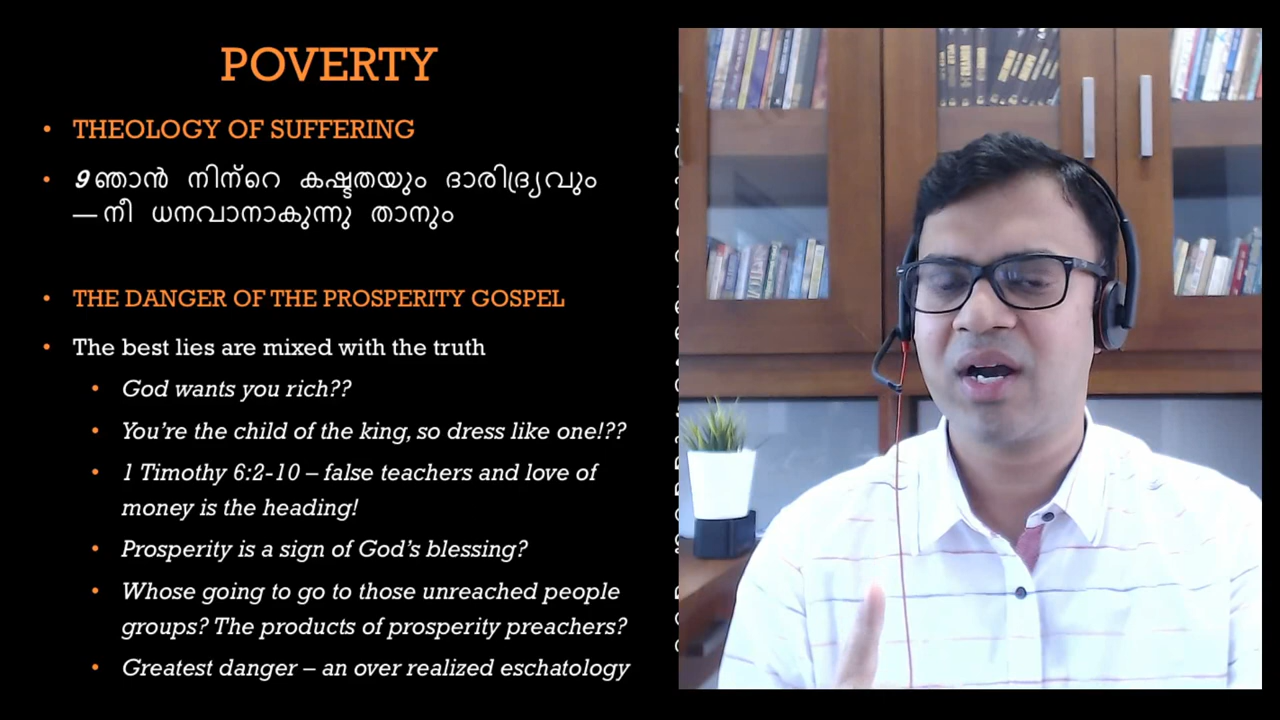 POVERTY
• THEOLOGY OF SUFFERING
• 9 ഞാൻ നിന്റെ കഷ്ടതയും ദാരിദ്ര്യവും
— നീ ധനവാനാകുന്നു താനും
• THE DANGER OF THE PROSPERITY GOSPEL
• The best lies are mixed with the truth
• God wants you rich??
• You're the child of the king, so dress like one!??
• 1 Timothy 6:2-10 – false teachers and love of
money is the heading!
• Prosperity is a sign of God's blessing?
• Whose going to go to those unreached people
groups? The products of prosperity preachers?
• Greatest danger – an over realized eschatology